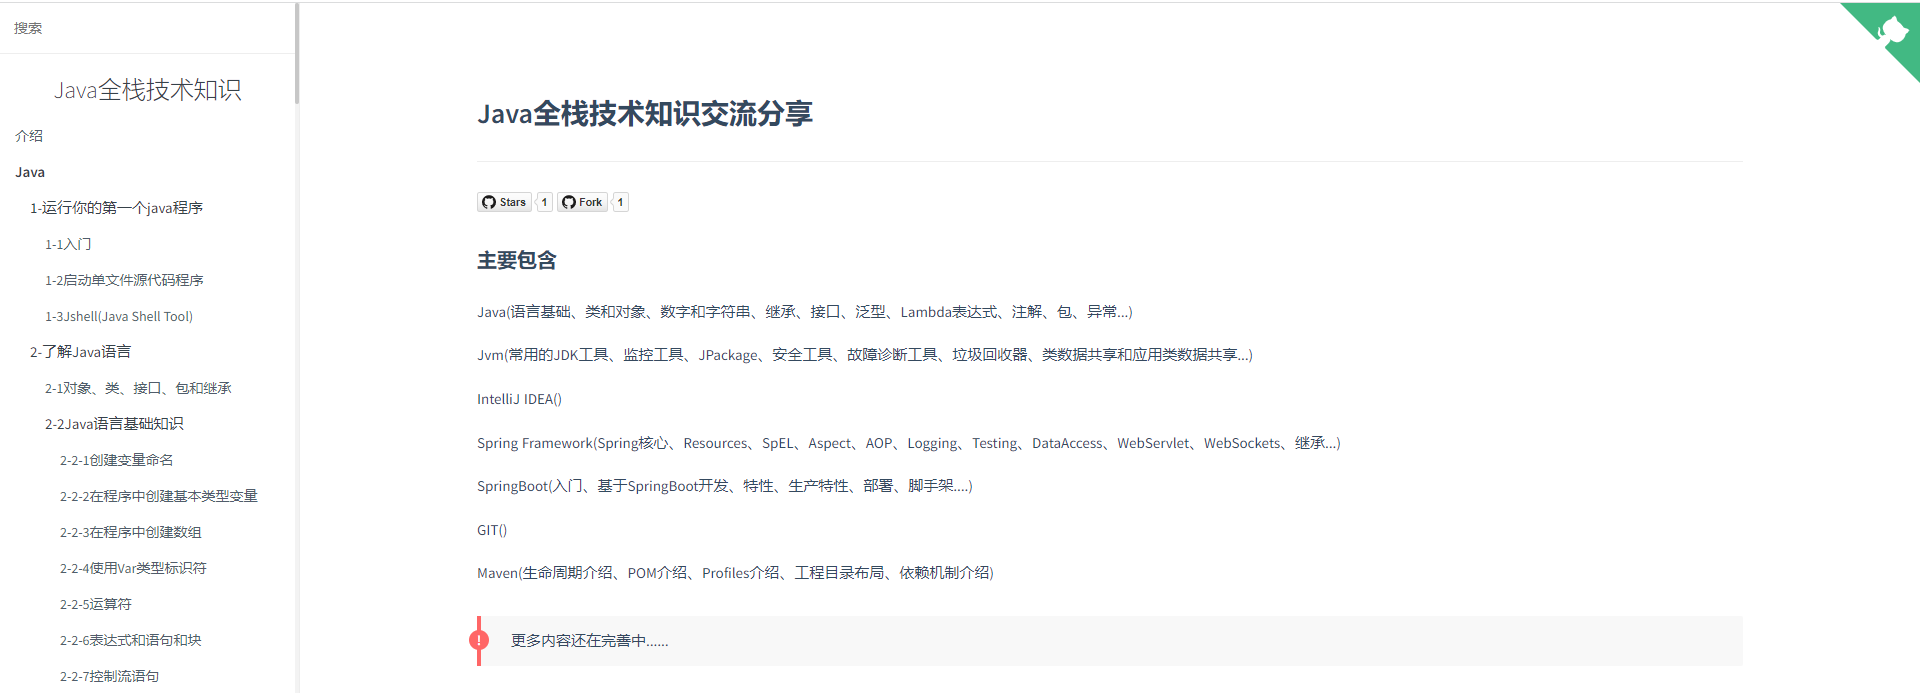 搜索
Java全栈技术知识
介绍
Java
1-运行你的第一个java程序
1-1入门
1-2启动单文件源代码程序
1-3Jshell(Java Shell Tool)
2-了解Java语言
2-1对象、类、接口、包和继承
2-2Java语言基础知识
2-2-1创建变量命名
2-2-2在程序中创建基本类型变量
2-2-3在程序中创建数组
2-2-4使用Var类型标识符
2-2-5运算符
2-2-6表达式和语句和块
2-2-7控制流语句
Java全栈技术知识交流分享
Stars 1 Fork 1
主要包含
Java(语言基础、类和对象、数字和字符串、继承、接口、泛型、Lambda表达式、注解、包、异常...)
Jvm(常用的JDK工具、监控工具、JPackage、安全工具、故障诊断工具、垃圾回收器、类数据共享和应用类数据共享...)
IntelliJ IDEA()
Spring Framework(Spring核心、Resources、SpEL、Aspect、AOP、Logging、Testing、DataAccess、WebServlet、WebSockets、继承...)
SpringBoot(入门、基于SpringBoot开发、特性、生产特性、部署、脚手架....)
GIT()
Maven(生命周期介绍、POM介绍、Profiles介绍、工程目录布局、依赖机制介绍)
更多内容还在完善中......